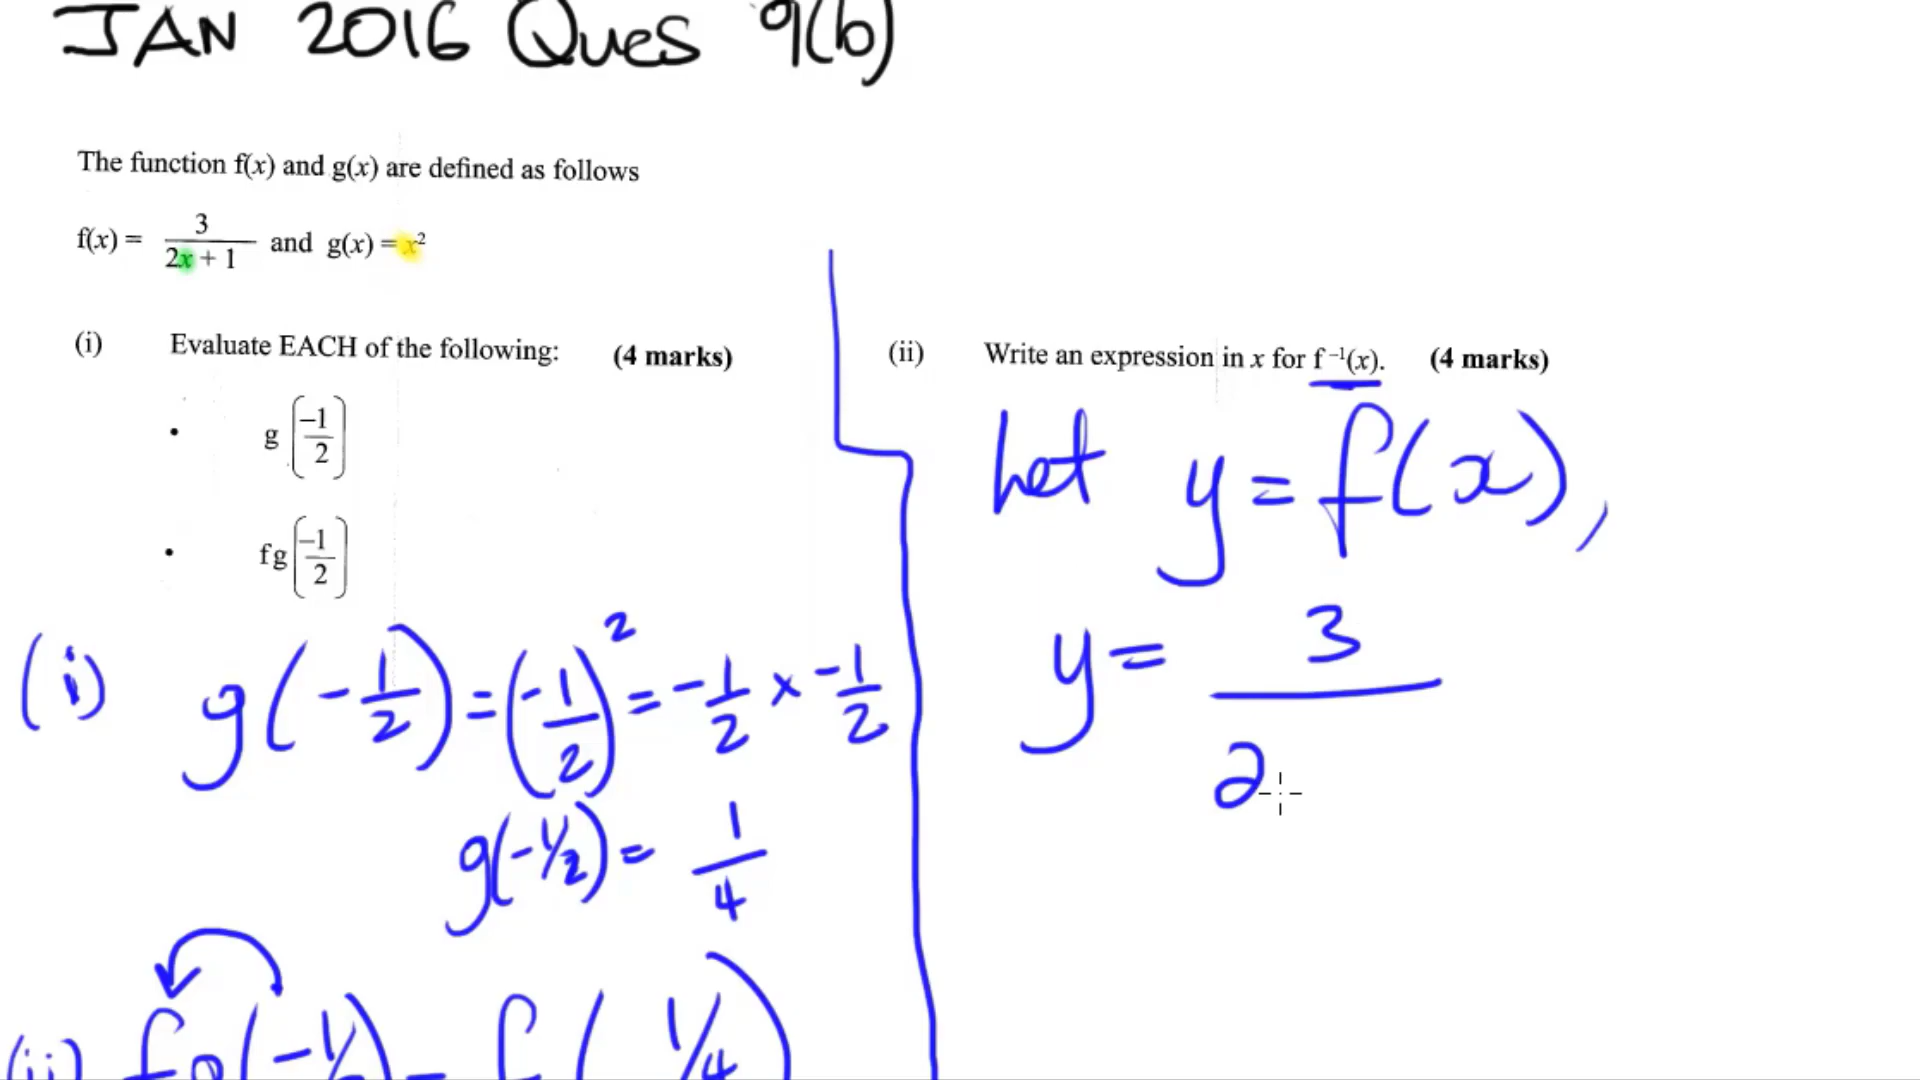 JAN 2016 Ques 9(b)
The function f(x) and g(x) are defined as follows
f(x) = 3/(2x + 1) and g(x) = x²
(i) Evaluate EACH of the following: (4 marks)
• g(-1/2)
• fg(-1/2)
(i) g(-1/2) = (-1/2)² = -1/2 × -1/2
g(-1/2) = 1/4
f( 1/4 )
(ii) Write an expression in x for f⁻¹(x). (4 marks)
Let y = f(x),
y = 3
2